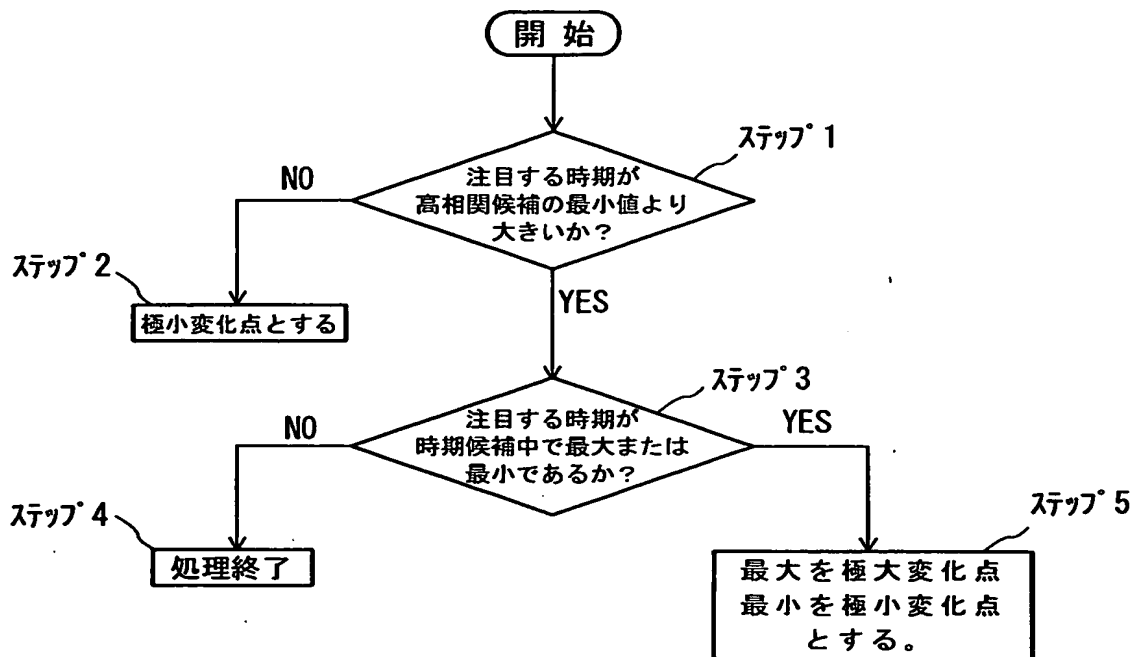 開始
ステップ1
注目する時期が
高相関候補の最小値より
大きいか？
NO
YES
ステップ2
極小変化点とする
ステップ3
注目する時期が
時期候補中で最大または
最小であるか？
NO
YES
ステップ4
処理終了
ステップ5
最大を極大変化点
最小を極小変化点
とする。